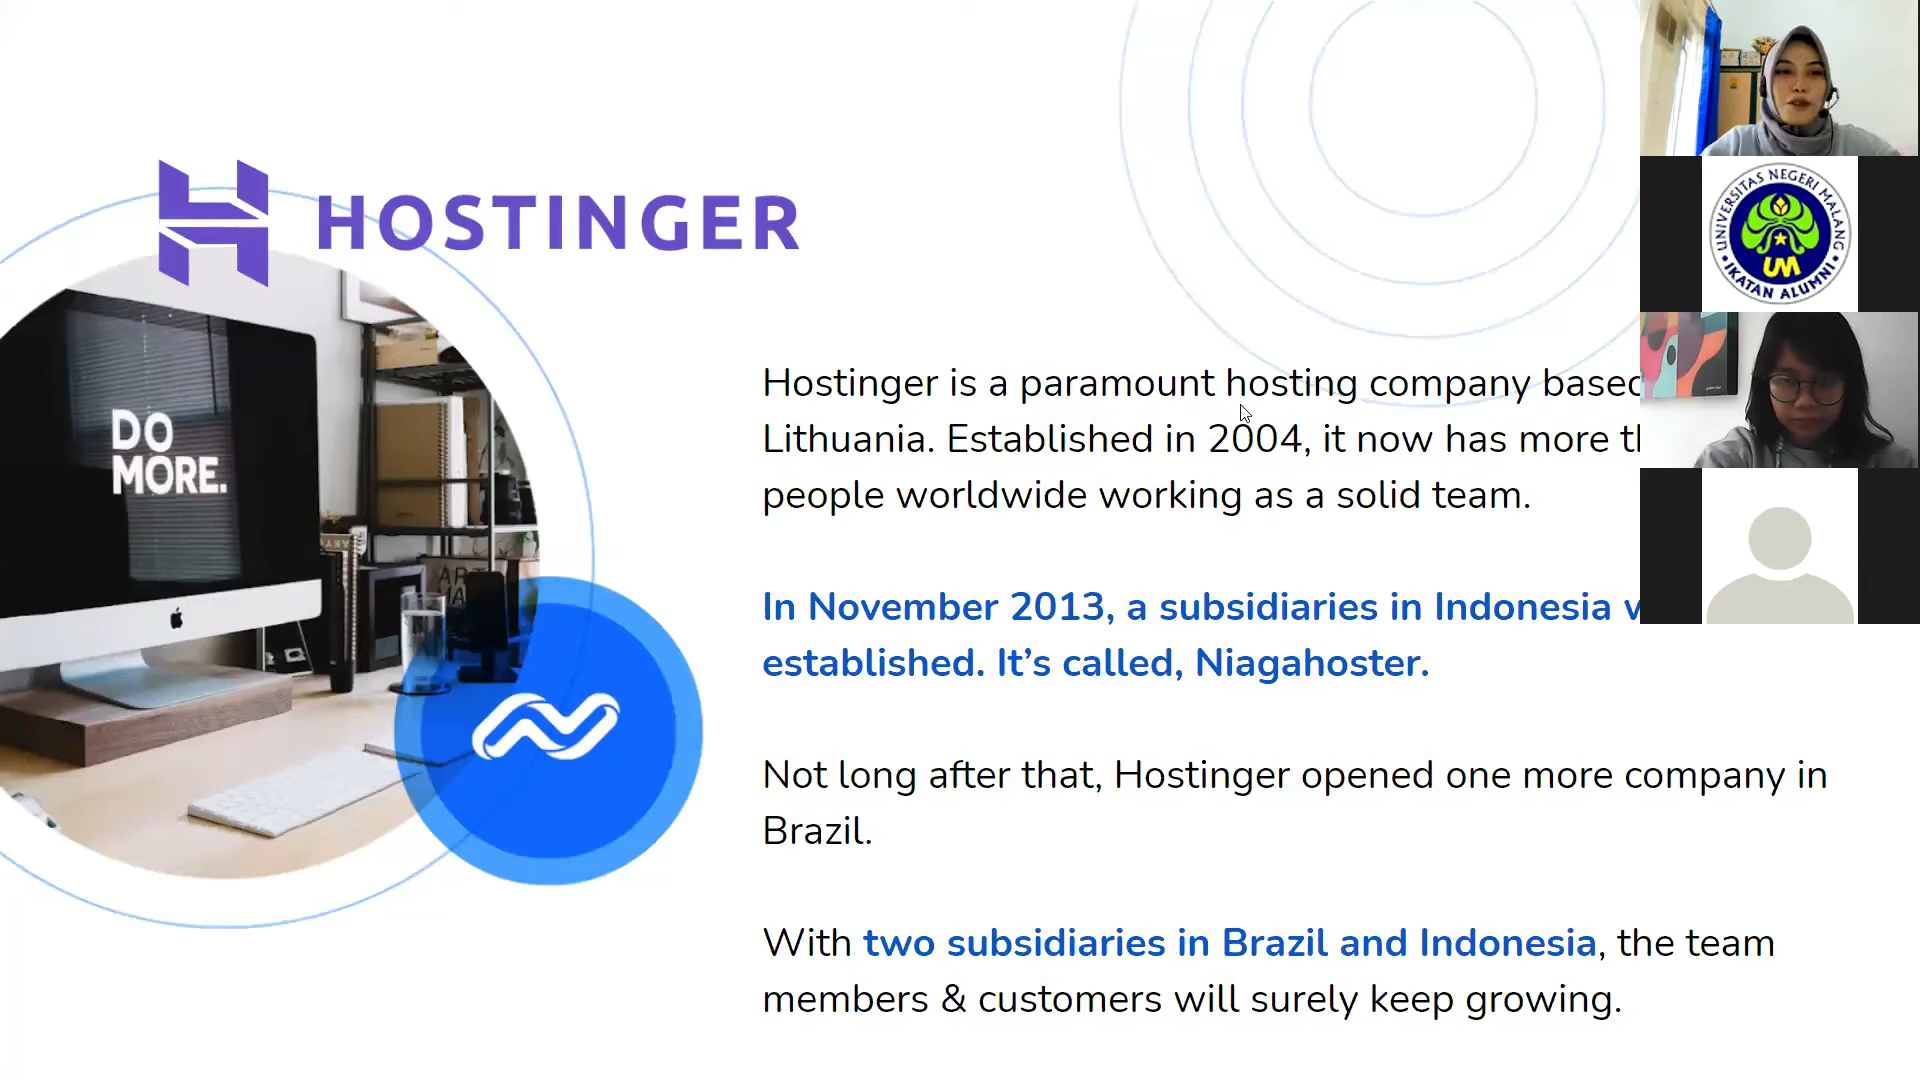 HOSTINGER
DO
MORE.
Hostinger is a paramount hosting company based
Lithuania. Established in 2004, it now has more
people worldwide working as a solid team.
In November 2013, a subsidiaries in Indonesia
established. It’s called, Niagahoster.
Not long after that, Hostinger opened one more company in
Brazil.
With two subsidiaries in Brazil and Indonesia, the team
members & customers will surely keep growing.
UNIVERSITAS NEGERI MALANG
UM
IKATAN ALUMNI